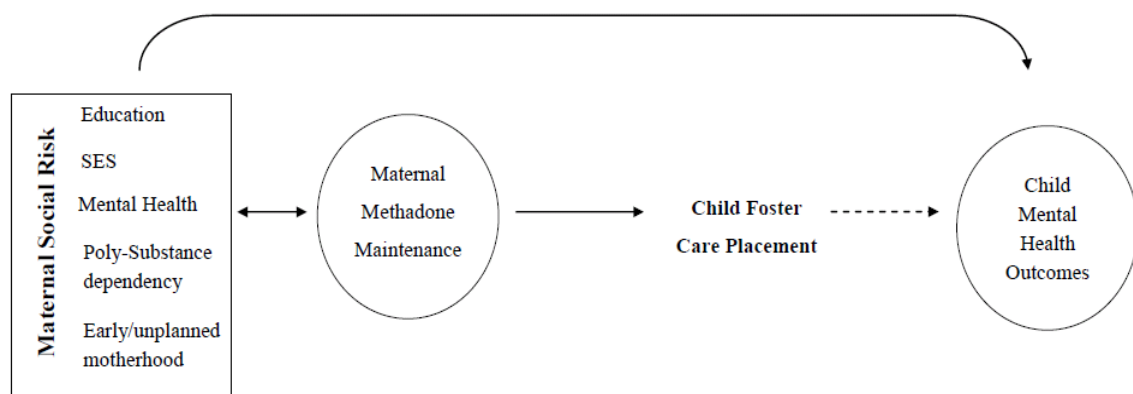 Maternal Social Risk
Education
SES
Mental Health
Poly-Substance
dependency
Early/unplanned
motherhood
Maternal
Methadone
Maintenance
Child Foster
Care Placement
Child
Mental
Health
Outcomes